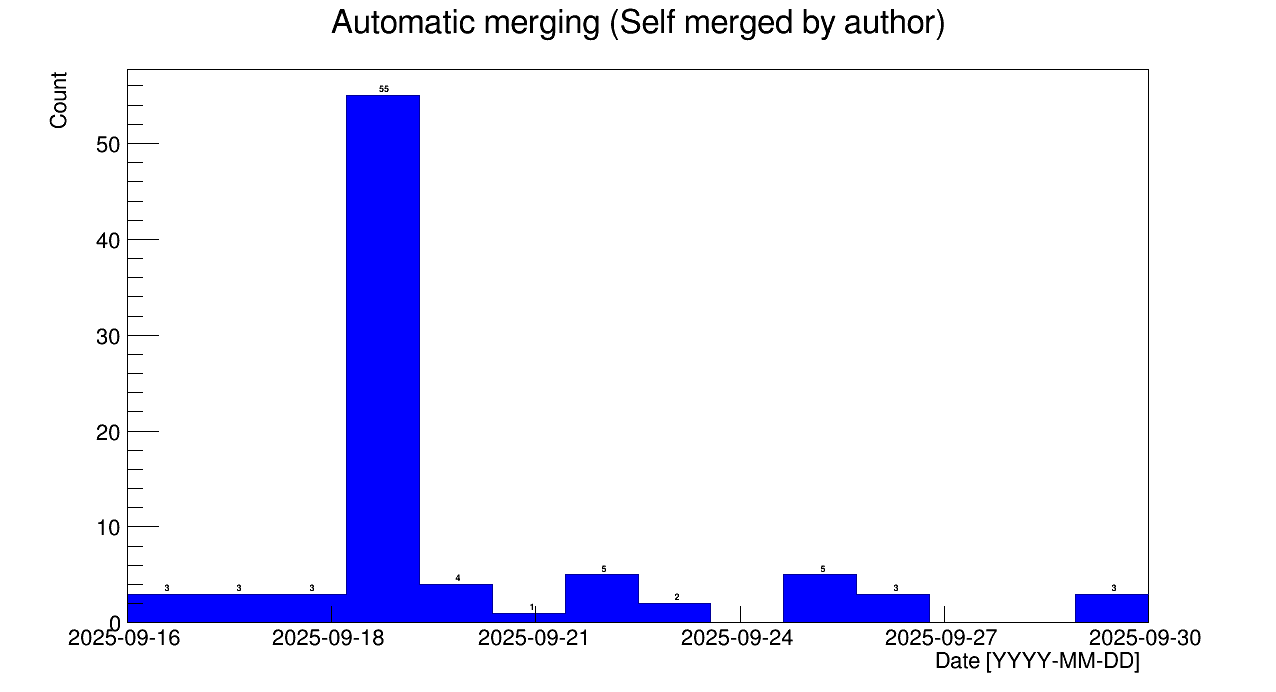 Automatic merging (Self merged by author)
Count
50
40
30
20
10
0
55
3 3 3 4 1 5 2 5 3 3
2025-09-16 2025-09-18 2025-09-21 2025-09-24 2025-09-27 2025-09-30
Date [YYYY-MM-DD]